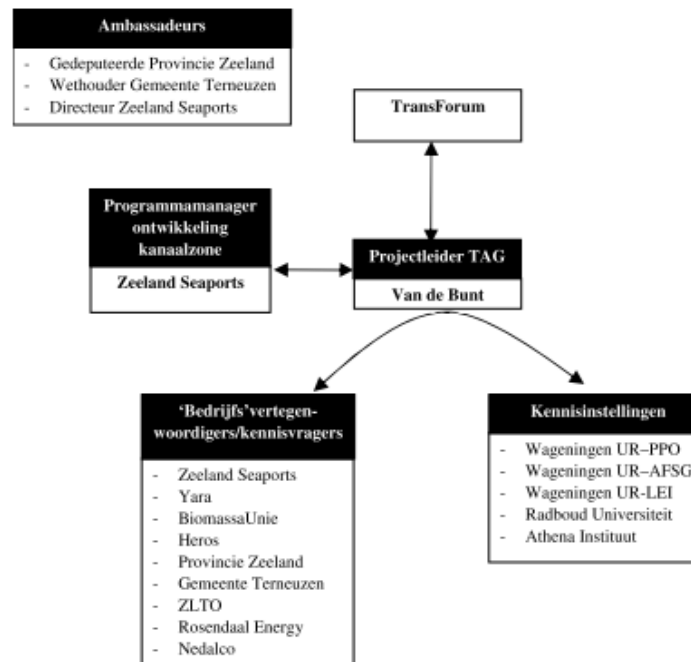 Ambassadeurs
- Gedeputeerde Provincie Zeeland
- Wethouder Gemeente Terneuzen
- Directeur Zeeland Seaports
TransForum
Programmamanager
ontwikkeling
kanaalzone
Zeeland Seaports
Projectleider TAG
Van de Bunt
‘Bedrijfs’vertegen-
woordigers/kennisvragers
- Zeeland Seaports
- Yara
- BiomassaUnie
- Heros
- Provincie Zeeland
- Gemeente Terneuzen
- ZLTO
- Rosendaal Energy
- Nedalco
Kennisinstellingen
- Wageningen UR–PPO
- Wageningen UR–AFSG
- Wageningen UR-LEI
- Radboud Universiteit
- Athena Instituut